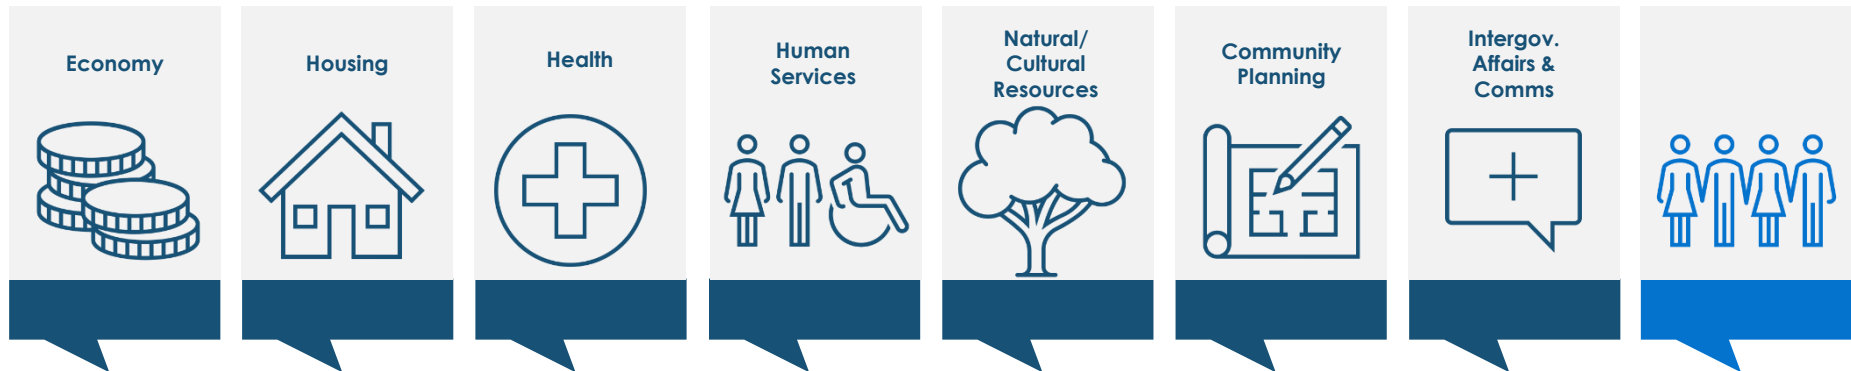 Economy
Housing
Health
Human
Services
Natural/
Cultural
Resources
Community
Planning
Intergov.
Affairs &
Comms